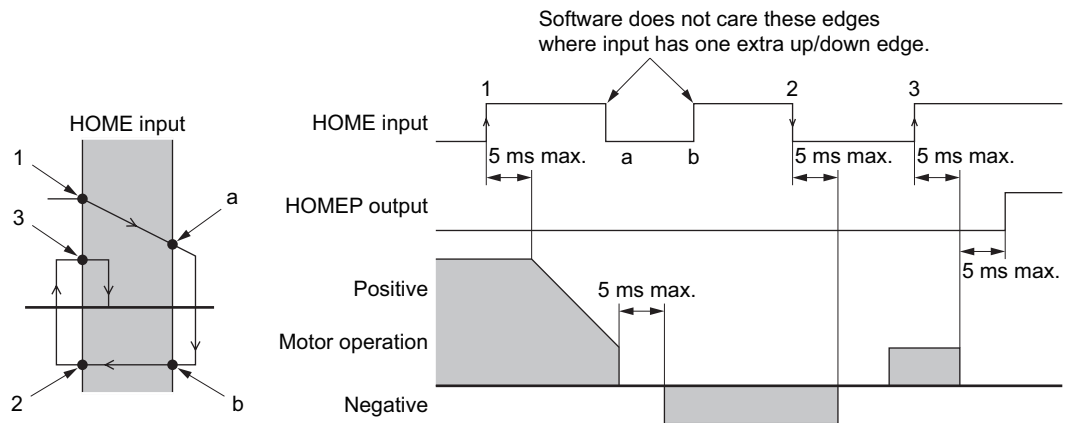 Software does not care these edges
where input has one extra up/down edge.
HOME input
1
3
a
2
b
1
2
3
HOME input
a
b
5 ms max.
5 ms max.
5 ms max.
HOMEP output
5 ms max.
Positive
5 ms max.
Motor operation
Negative